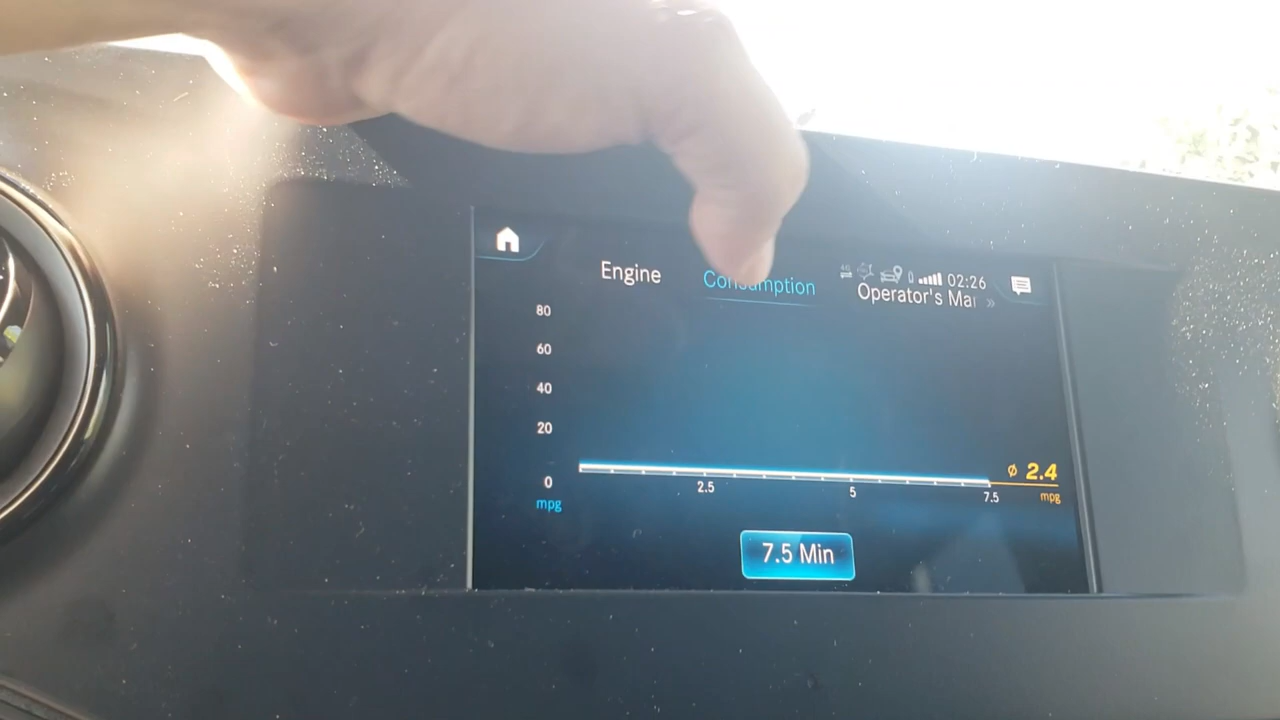 Engine Consumption 4G 02:26
Operator's Ma
80
60
40
20
0
mpg
2.5 5 7.5
ø 2.4
mpg
7.5 Min